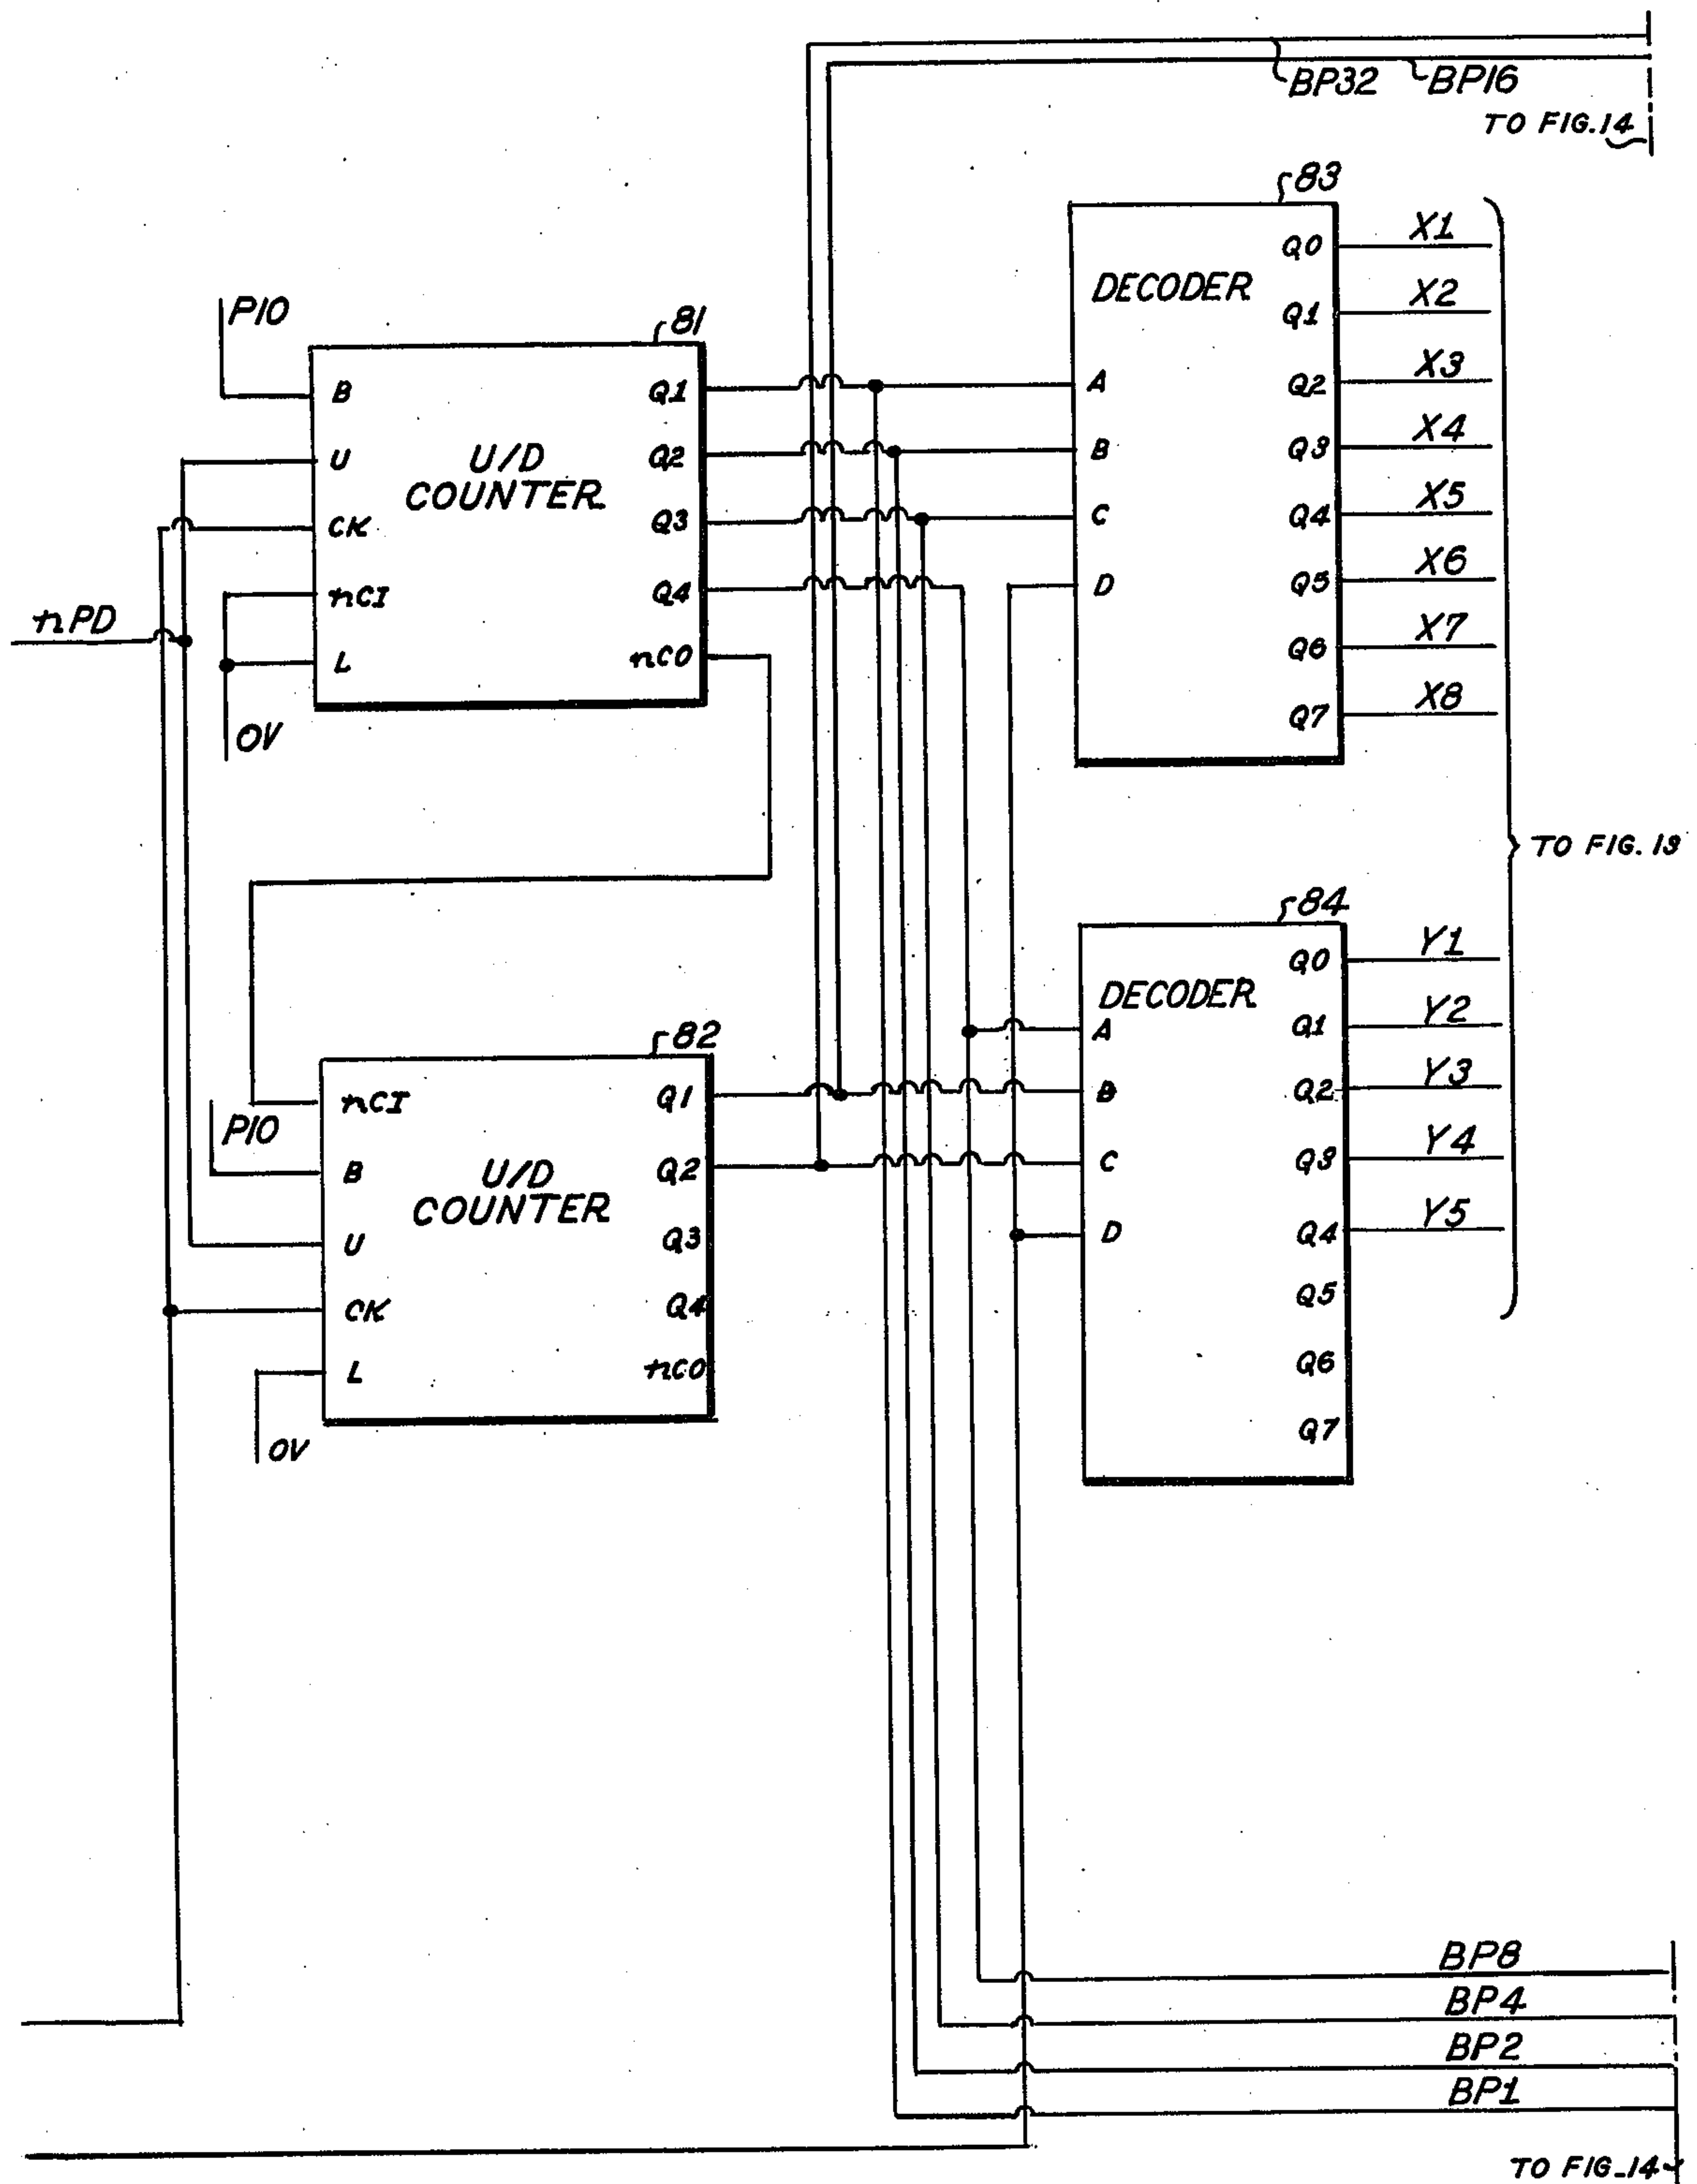 BP32
BP16
TO FIG.14
83
DECODER
A
B
C
D
Q0
Q1
Q2
Q3
Q4
Q5
Q6
Q7
X1
X2
X3
X4
X5
X6
X7
X8
P10
81
U/D
COUNTER
B
U
CK
nCI
L
Q1
Q2
Q3
Q4
nCO
nPD
0V
TO FIG. 13
84
DECODER
A
B
C
D
Q0
Q1
Q2
Q3
Q4
Q5
Q6
Q7
Y1
Y2
Y3
Y4
Y5
82
U/D
COUNTER
nCI
P10
B
U
CK
L
Q1
Q2
Q3
Q4
nCO
0V
BP8
BP4
BP2
BP1
TO FIG_14